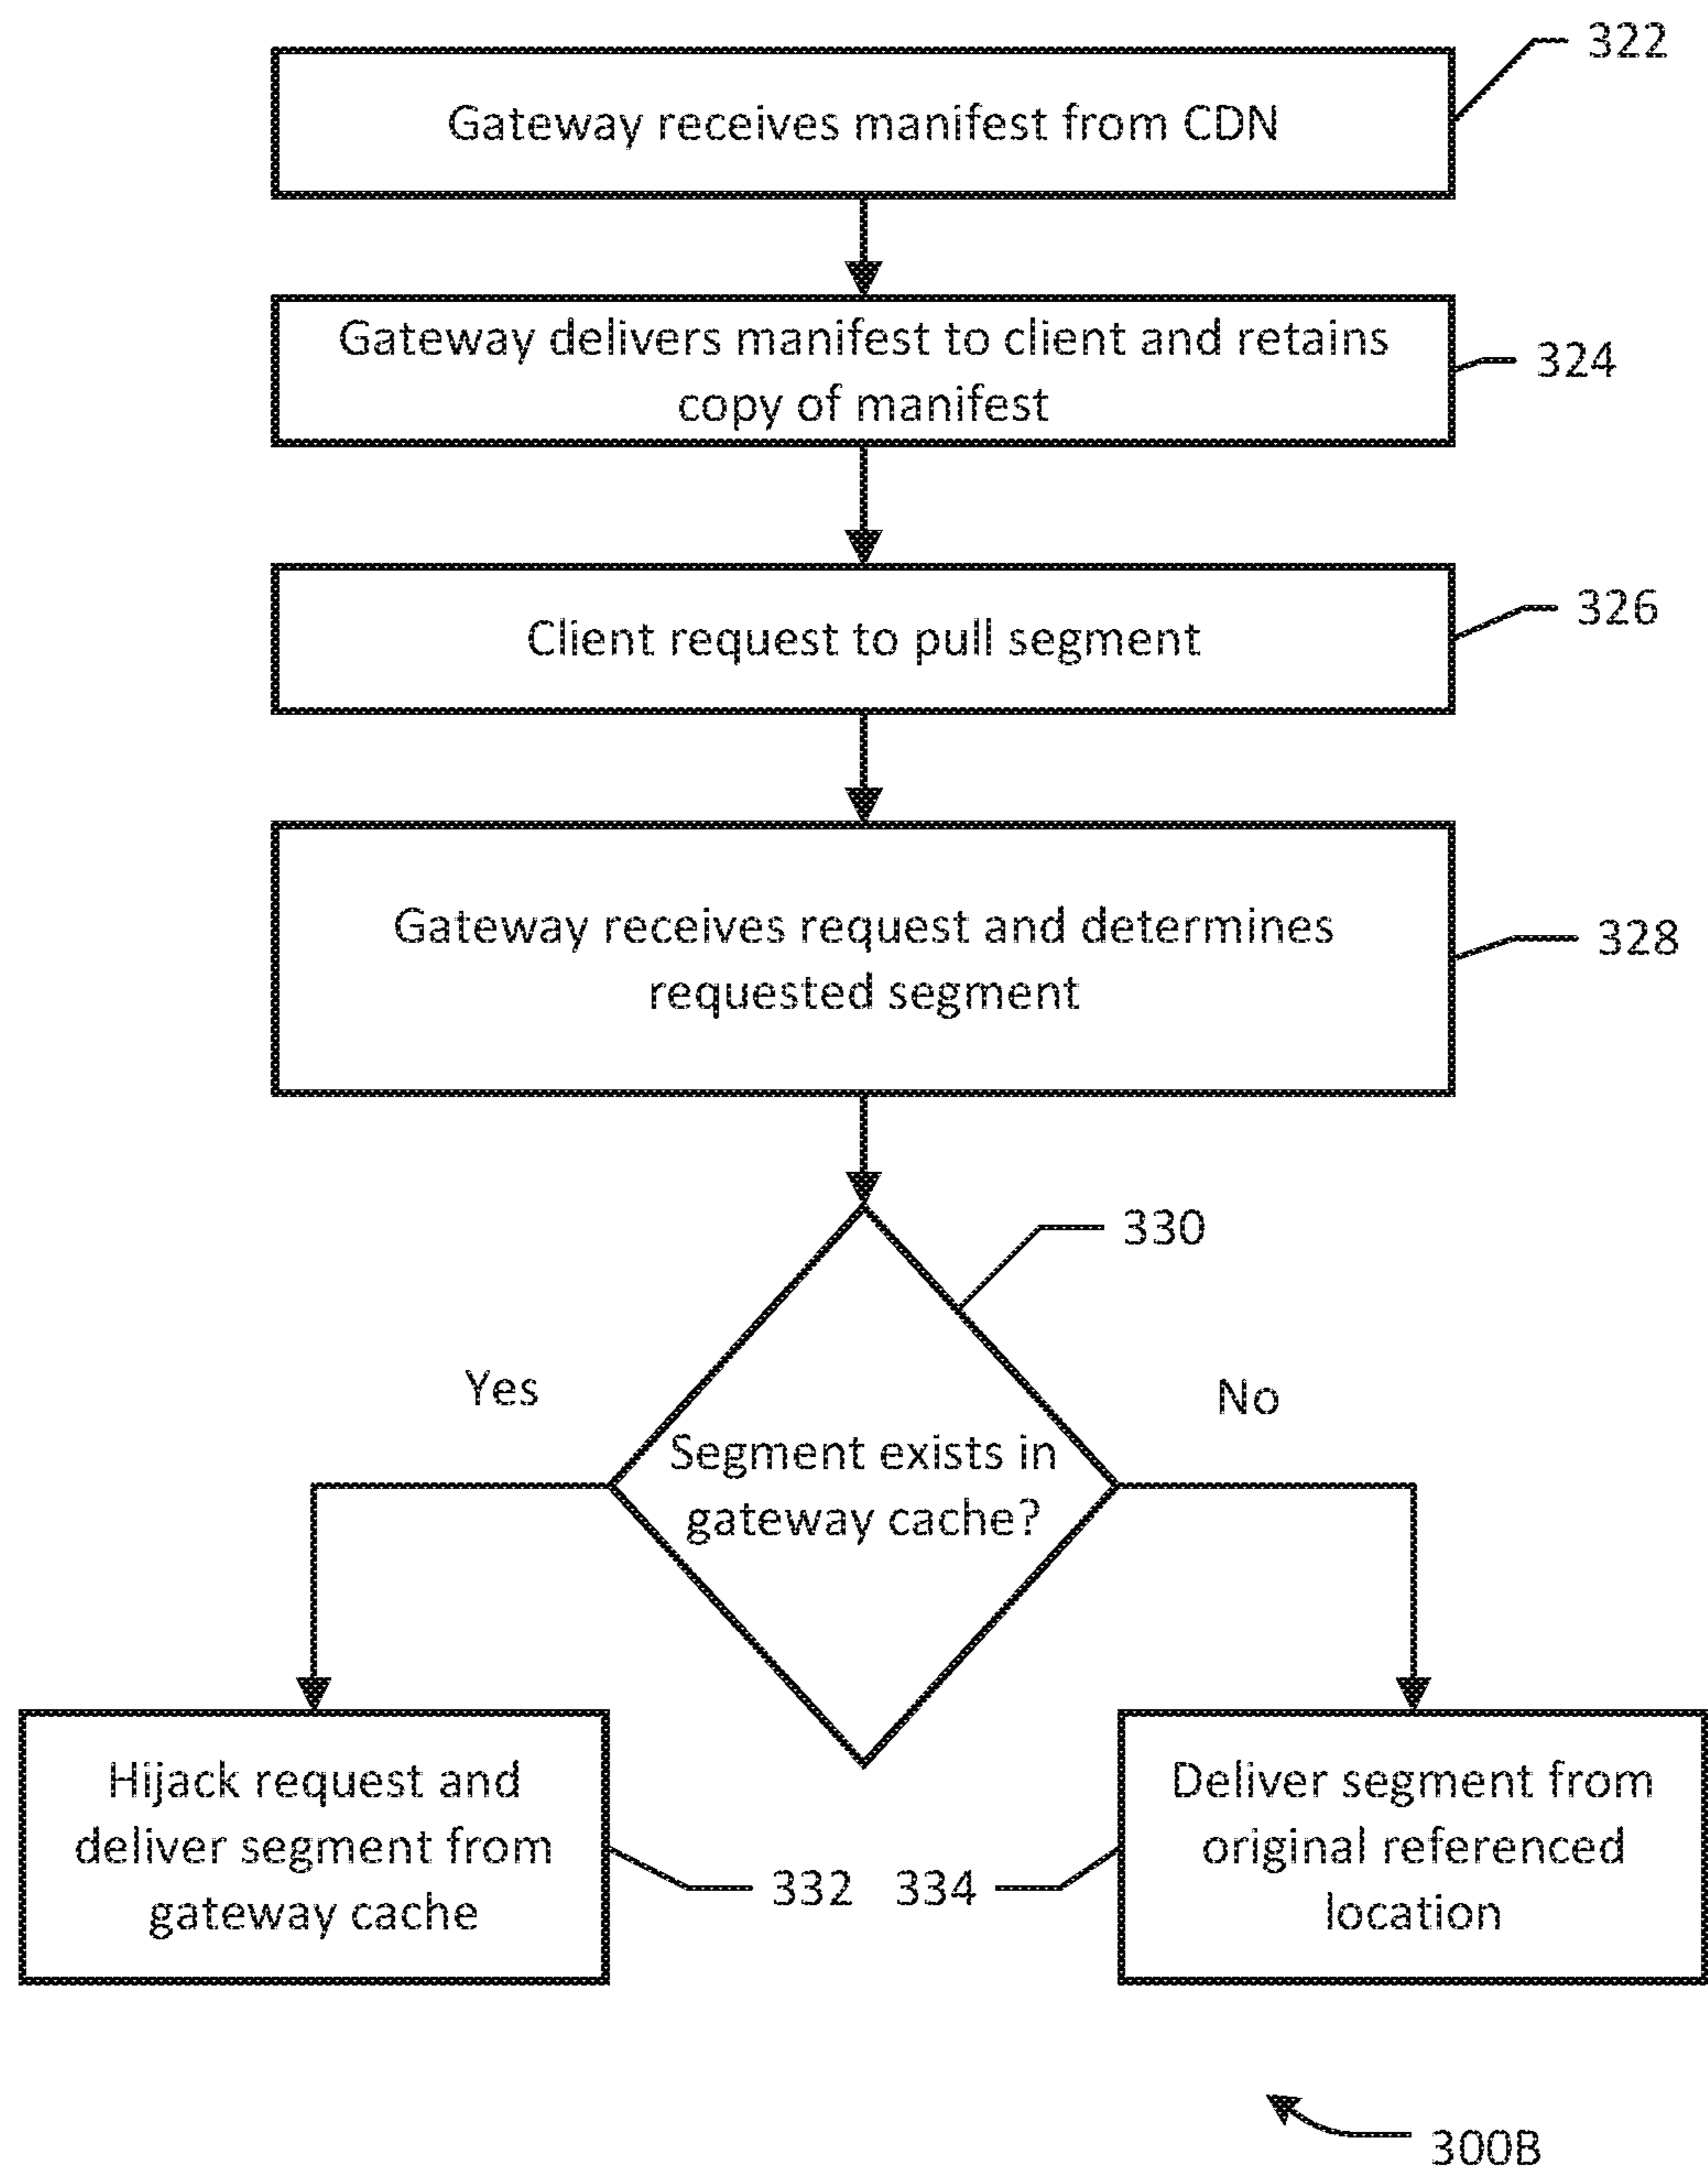 322
Gateway receives manifest from CDN
Gateway delivers manifest to client and retains
copy of manifest
324
Client request to pull segment
326
Gateway receives request and determines
requested segment
328
330
Yes
No
Segment exists in
gateway cache?
Hijack request and
deliver segment from
gateway cache
332
334
Deliver segment from
original referenced
location
300B